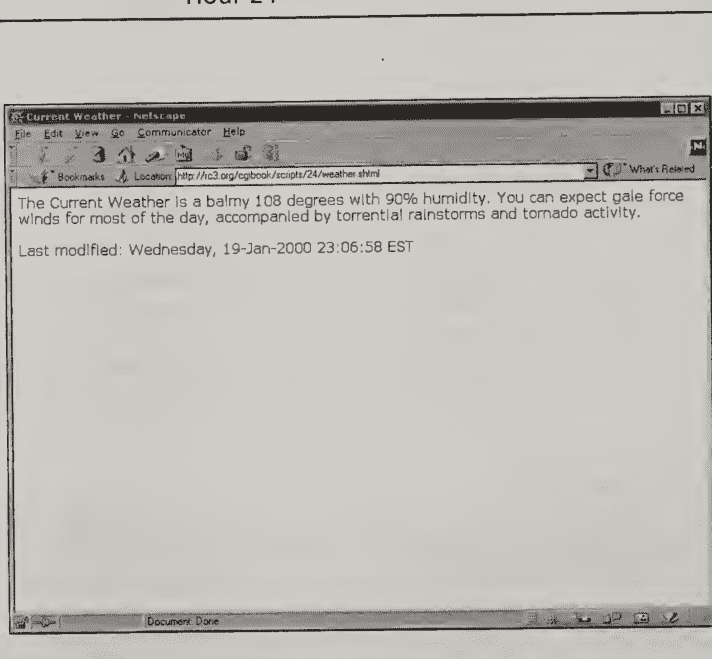 Hour 24
Current Weather - Netscape
File Edit View Go Communicator Help
Bookmarks Location: http://rc3.org/cgibook/scripts/24/weather.shtml What's Related
The Current Weather is a balmy 108 degrees with 90% humidity. You can expect gale force
winds for most of the day, accompanied by torrential rainstorms and tornado activity.
Last modified: Wednesday, 19-Jan-2000 23:06:58 EST
Document: Done